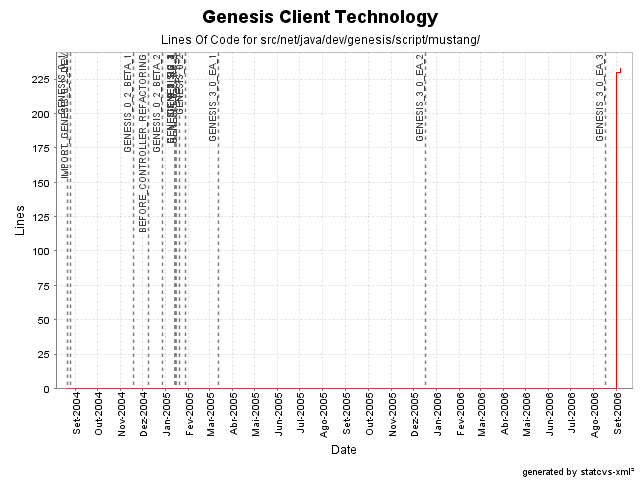 Genesis Client Technology
Lines Of Code for src/net/java/dev/genesis/script/mustang/
GENESIS_0_2_BETA_1
BEFORE_CONTROLLER_REFACTORING
GENESIS_0_2_BETA_2
GENESIS_3_0_EA_1
GENESIS_3_0_EA_2
GENESIS_3_0_EA_3
Lines
225
200
175
150
125
100
75
50
25
0
Set-2004
Out-2004
Nov-2004
Dez-2004
Jan-2005
Fev-2005
Mar-2005
Abr-2005
Mai-2005
Jun-2005
Jul-2005
Ago-2005
Set-2005
Out-2005
Nov-2005
Dez-2005
Jan-2006
Fev-2006
Mar-2006
Abr-2006
Mai-2006
Jun-2006
Jul-2006
Ago-2006
Set-2006
Date
generated by statcvs-xml²